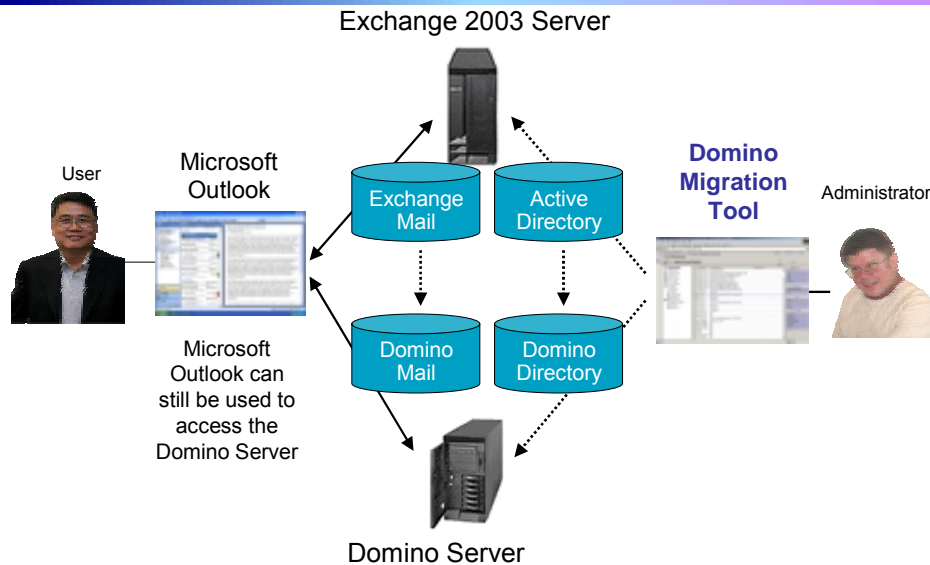 Exchange 2003 Server
User
Microsoft
Outlook
Exchange
Mail
Active
Directory
Domino
Migration
Tool
Administrator
Microsoft
Outlook can
still be used to
access the
Domino Server
Domino
Mail
Domino
Directory
Domino Server